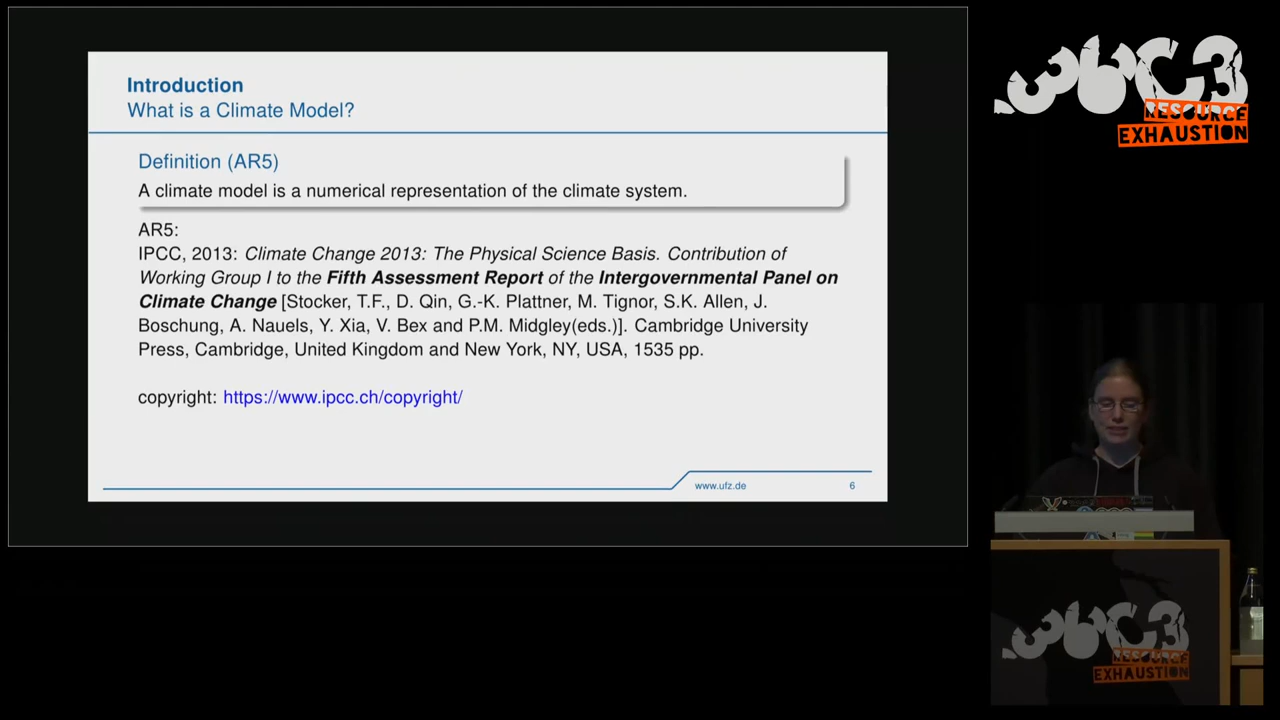 Introduction
What is a Climate Model?
Definition (AR5)
A climate model is a numerical representation of the climate system.
AR5:
IPCC, 2013: Climate Change 2013: The Physical Science Basis. Contribution of
Working Group I to the Fifth Assessment Report of the Intergovernmental Panel on
Climate Change [Stocker, T.F., D. Qin, G.-K. Plattner, M. Tignor, S.K. Allen, J.
Boschung, A. Nauels, Y. Xia, V. Bex and P.M. Midgley(eds.)]. Cambridge University
Press, Cambridge, United Kingdom and New York, NY, USA, 1535 pp.
copyright: https://www.ipcc.ch/copyright/
www.ufz.de
6
36C3
RESOURCE
EXHAUSTION
36C3
RESOURCE
EXHAUSTION